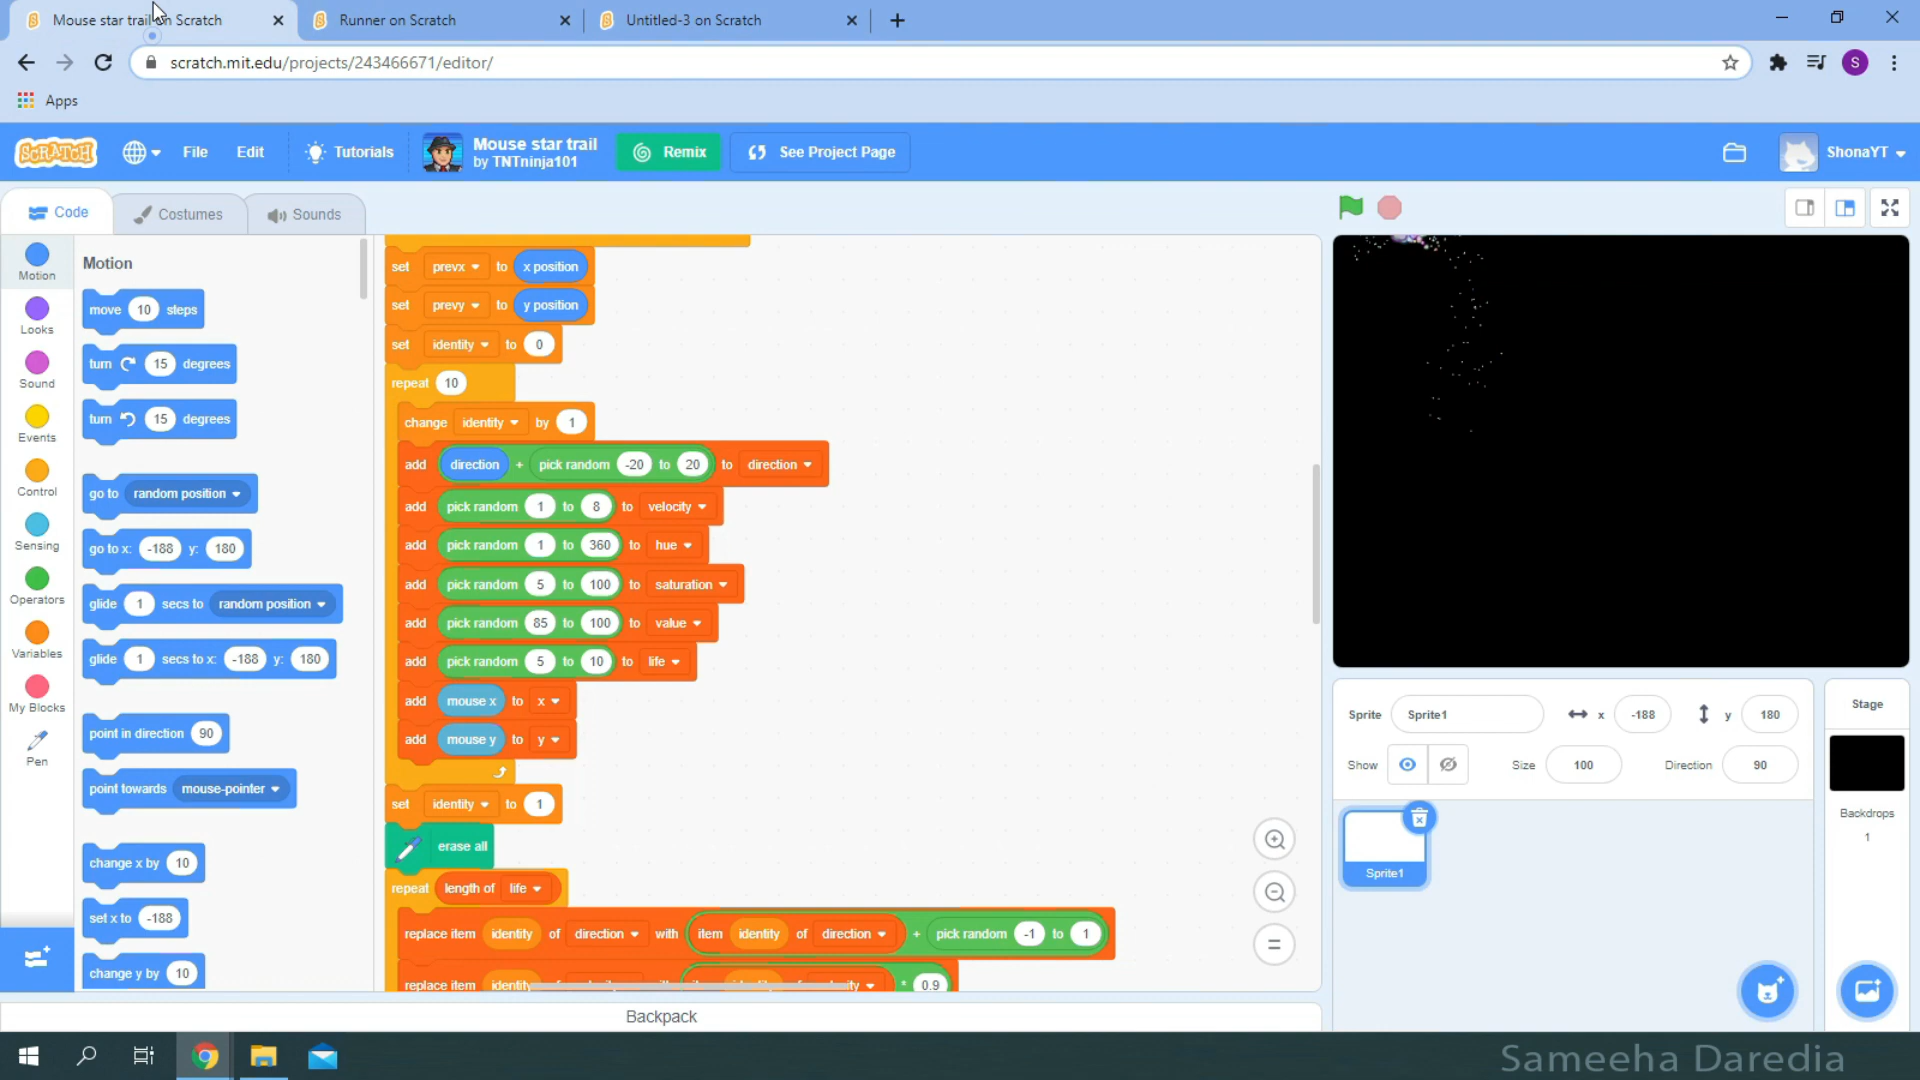 Mouse star trail on Scratch
Runner on Scratch
Untitled-3 on Scratch
scratch.mit.edu/projects/243466671/editor/
S
Apps
SCRATCH
File
Edit
Tutorials
Mouse star trail
by TNTninja101
Remix
See Project Page
ShonaYT
Code
Costumes
Sounds
Motion
Looks
Sound
Events
Control
Sensing
Operators
Variables
My Blocks
Pen
Motion
move 10 steps
turn 15 degrees
turn 15 degrees
go to random position
go to x: -188 y: 180
glide 1 secs to random position
glide 1 secs to x: -188 y: 180
point in direction 90
point towards mouse-pointer
change x by 10
set x to -188
change y by 10
set prevx to x position
set prevy to y position
set identity to 0
repeat 10
change identity by 1
add direction + pick random -20 to 20 to direction
add pick random 1 to 8 to velocity
add pick random 1 to 360 to hue
add pick random 5 to 100 to saturation
add pick random 85 to 100 to value
add pick random 5 to 10 to life
add mouse x to x
add mouse y to y
set identity to 1
erase all
repeat length of life
replace item identity of direction with item identity of direction + pick random -1 to 1
replace item identity * 0.9
Backpack
Sprite Sprite1 x -188 y 180
Show Size 100 Direction 90
Sprite1
Stage
Backdrops
1
Sameeha Daredia